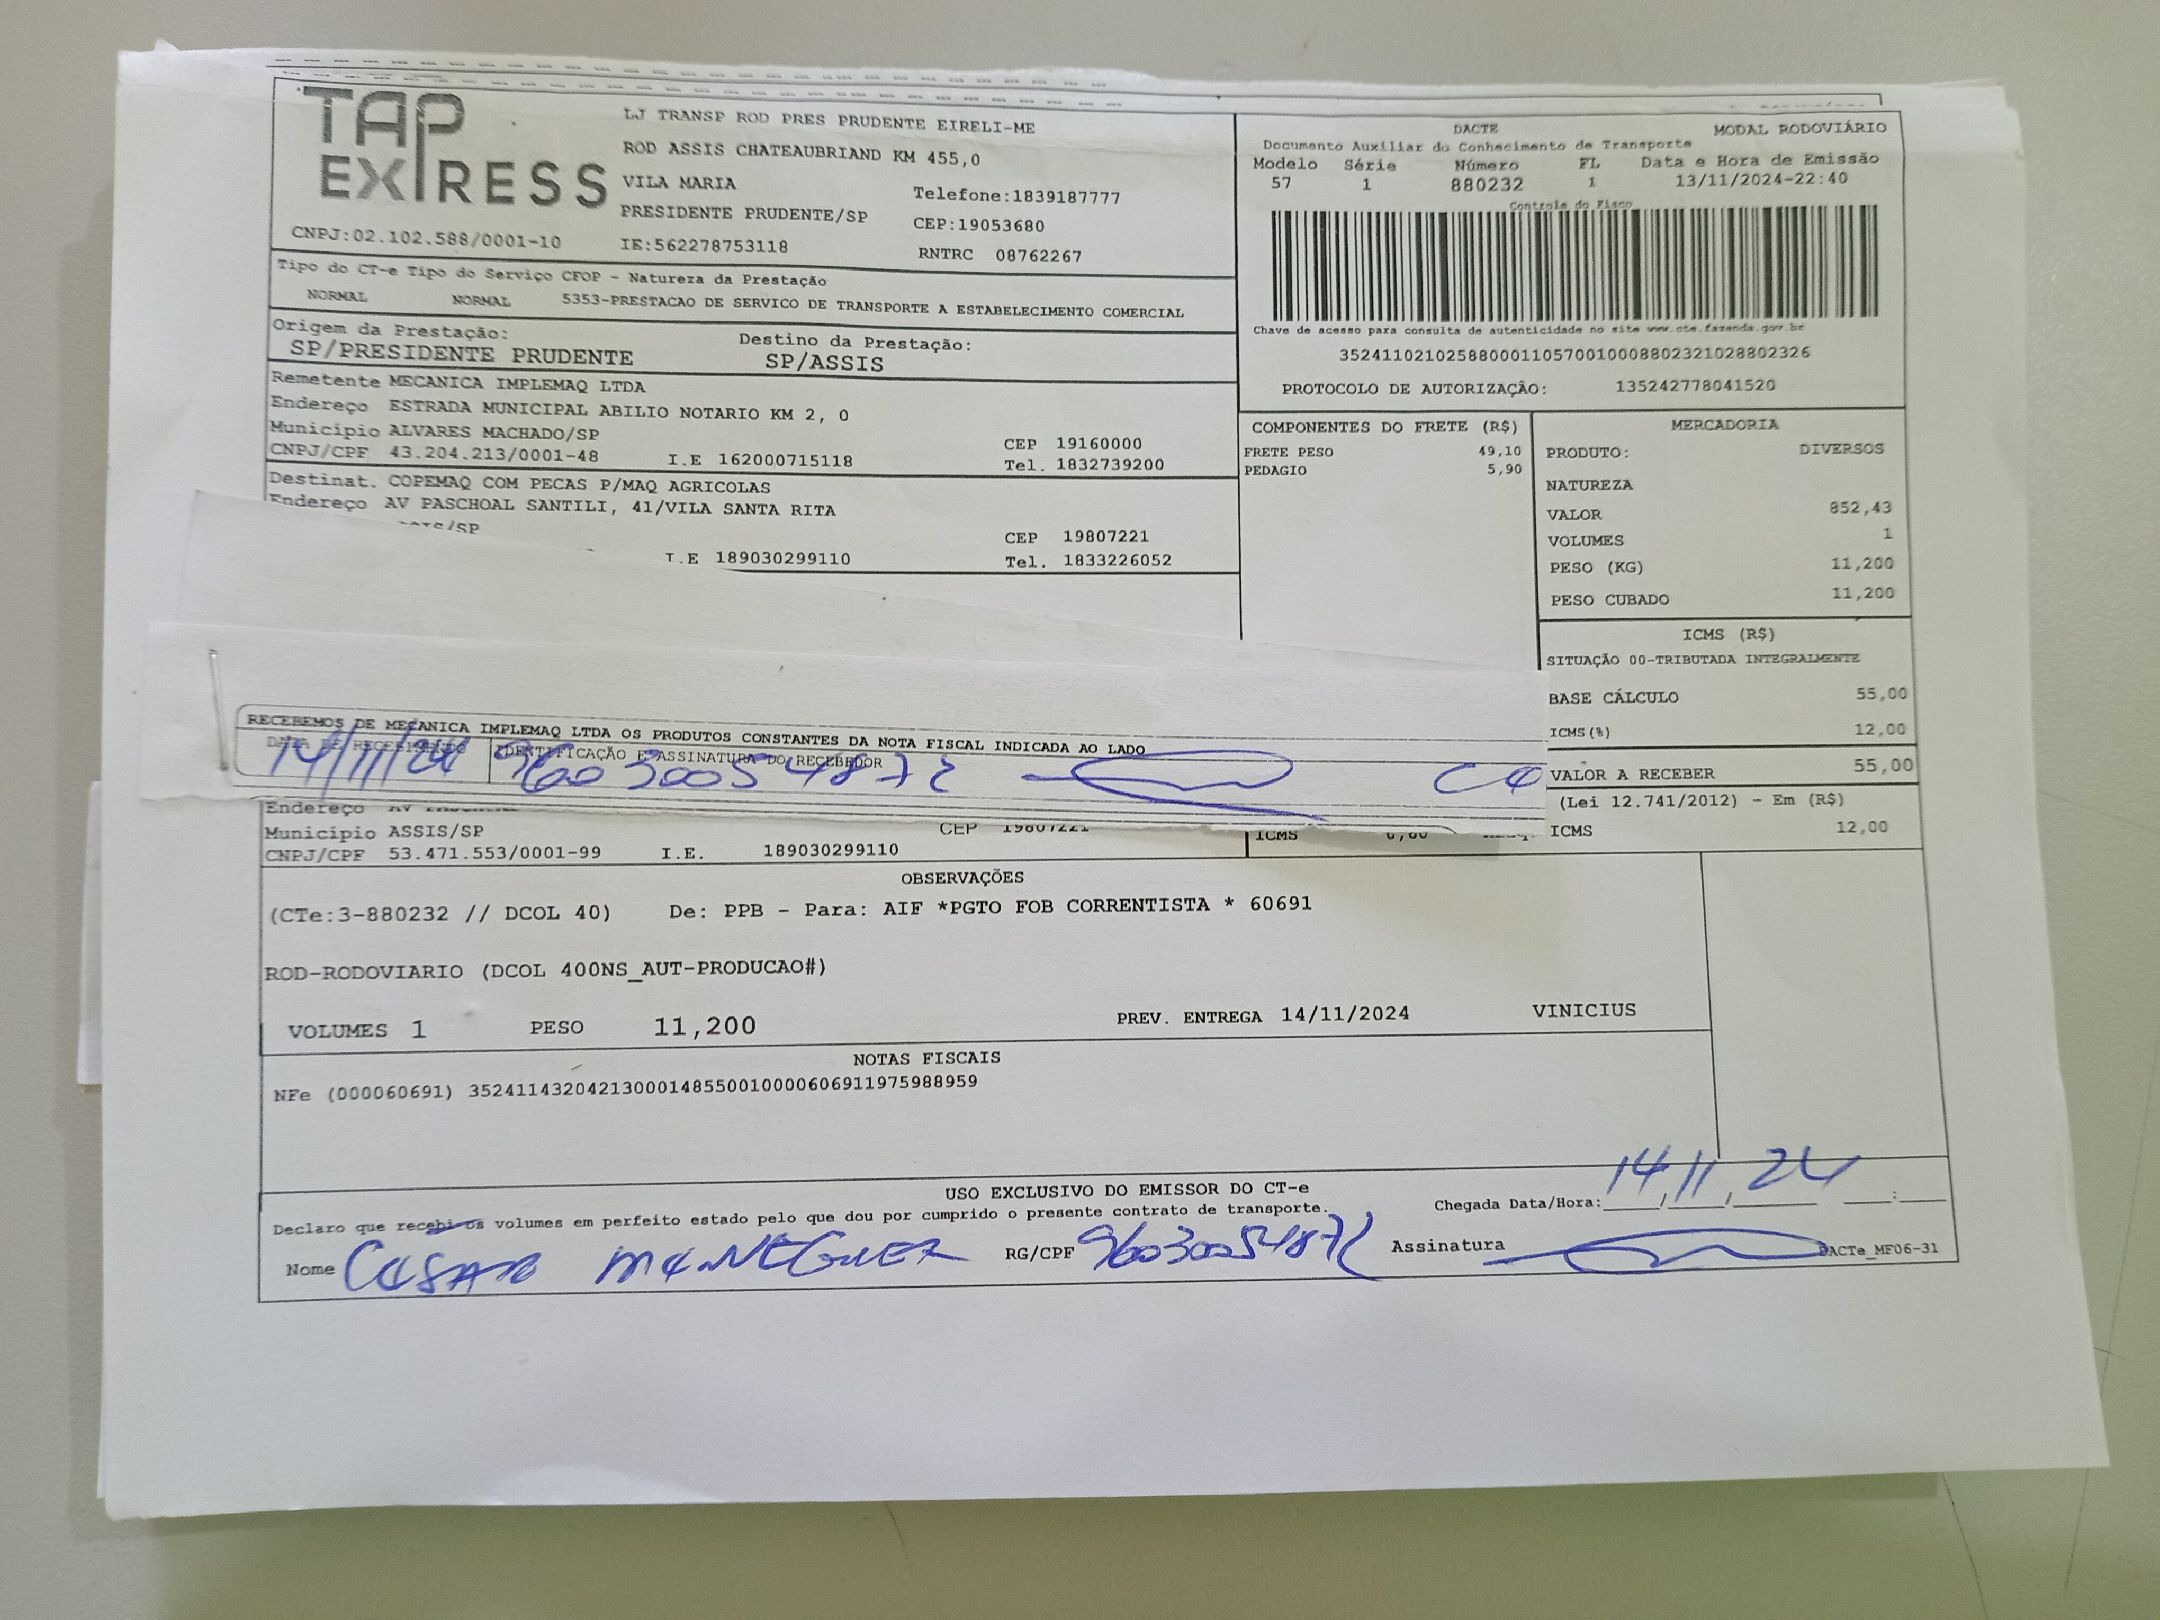 TAP EXPRESS
LJ TRANSP ROD PRES PRUDENTE EIRELI-ME
ROD ASSIS CHATEAUBRIAND KM 455,0
VILA MARIA
Telefone:1839187777
PRESIDENTE PRUDENTE/SP
CEP:19053680
CNPJ:02.102.588/0001-10
IE:562278753118
RNTRC 08762267
DACTE MODAL RODOVIÁRIO
Documento Auxiliar do Conhecimento de Transporte
Modelo Série Número FL Data e Hora de Emissão
57 1 880232 1 13/11/2024-22:40
Controle do Fisco
Chave de acesso para consulta de autenticidade no site www.cte.fazenda.gov.br
35241102102588000110570010008802321028802326
PROTOCOLO DE AUTORIZAÇÃO: 135242778041520
Tipo do CT-e Tipo do Serviço CFOP - Natureza da Prestação
NORMAL NORMAL 5353-PRESTACAO DE SERVICO DE TRANSPORTE A ESTABELECIMENTO COMERCIAL
Origem da Prestação: Destino da Prestação:
SP/PRESIDENTE PRUDENTE SP/ASSIS
Remetente MECANICA IMPLEMAQ LTDA
Endereço ESTRADA MUNICIPAL ABILIO NOTARIO KM 2, 0
Município ALVARES MACHADO/SP CEP 19160000
CNPJ/CPF 43.204.213/0001-48 I.E 162000715118 Tel. 1832739200
Destinat. COPEMAQ COM PECAS P/MAQ AGRICOLAS
Endereço AV PASCHOAL SANTILI, 41/VILA SANTA RITA
CEP 19807221
I.E 189030299110 Tel. 1833226052
COMPONENTES DO FRETE (R$)
FRETE PESO 49,10
PEDAGIO 5,90
MERCADORIA
PRODUTO: DIVERSOS
NATUREZA
VALOR 852,43
VOLUMES 1
PESO (KG) 11,200
PESO CUBADO 11,200
ICMS (R$)
SITUAÇÃO 00-TRIBUTADA INTEGRALMENTE
BASE CÁLCULO 55,00
ICMS(%) 12,00
VALOR A RECEBER 55,00
(Lei 12.741/2012) - Em (R$)
ICMS 12,00
RECEBEMOS DE MECANICA IMPLEMAQ LTDA OS PRODUTOS CONSTANTES DA NOTA FISCAL INDICADA AO LADO
DATA DE RECEBIMENTO IDENTIFICAÇÃO E ASSINATURA DO RECEBEDOR
14/11/24 96030054872
Endereço AV
Município ASSIS/SP CEP 19807221
CNPJ/CPF 53.471.553/0001-99 I.E. 189030299110
ICMS
OBSERVAÇÕES
(CTe:3-880232 // DCOL 40) De: PPB - Para: AIF *PGTO FOB CORRENTISTA * 60691
ROD-RODOVIARIO (DCOL 400NS_AUT-PRODUCAO#)
VOLUMES 1 PESO 11,200 PREV. ENTREGA 14/11/2024 VINICIUS
NOTAS FISCAIS
NFe (000060691) 35241143204213000148550010000606911975988959
USO EXCLUSIVO DO EMISSOR DO CT-e
Chegada Data/Hora: 14/11/24
Declaro que recebi os volumes em perfeito estado pelo que dou por cumprido o presente contrato de transporte.
Nome RG/CPF 96030054872 Assinatura DACTe_MF06-31